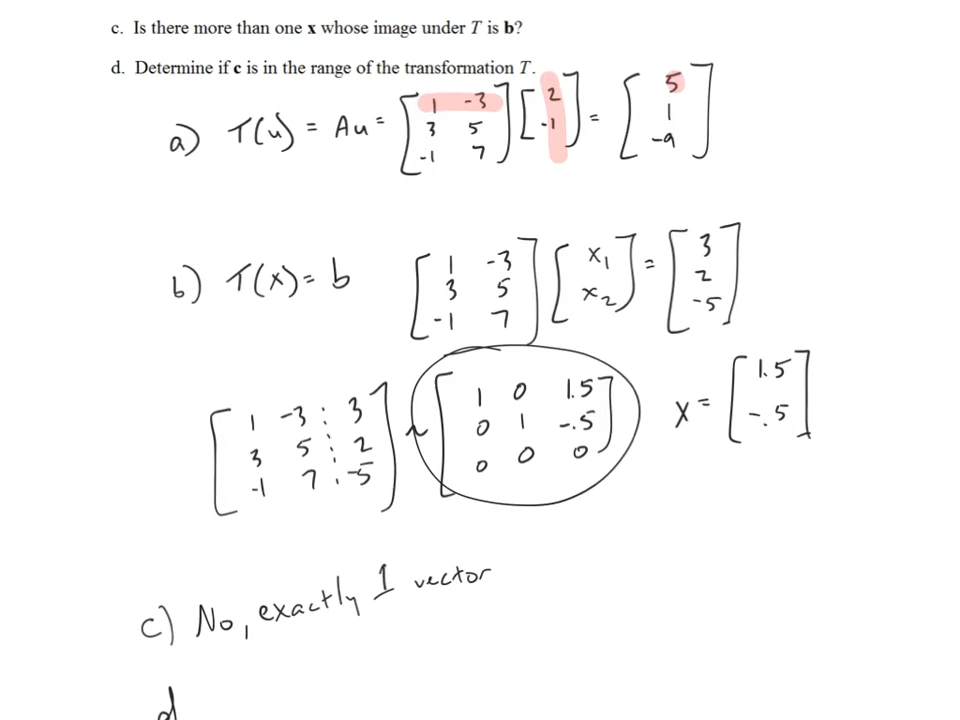 c. Is there more than one x whose image under T is b?
d. Determine if c is in the range of the transformation T.
a) T(u) = Au = [1 -3; 3 5; -1 7] [2; -1] = [5; 1; -9]
b) T(x) = b [1 -3; 3 5; -1 7] [x₁; x₂] = [3; 2; -5]
[1 -3 : 3; 3 5 : 2; -1 7 : -5] ~ [1 0 1.5; 0 1 -.5; 0 0 0] x = [1.5; -.5]
c) No, exactly 1 vector
d